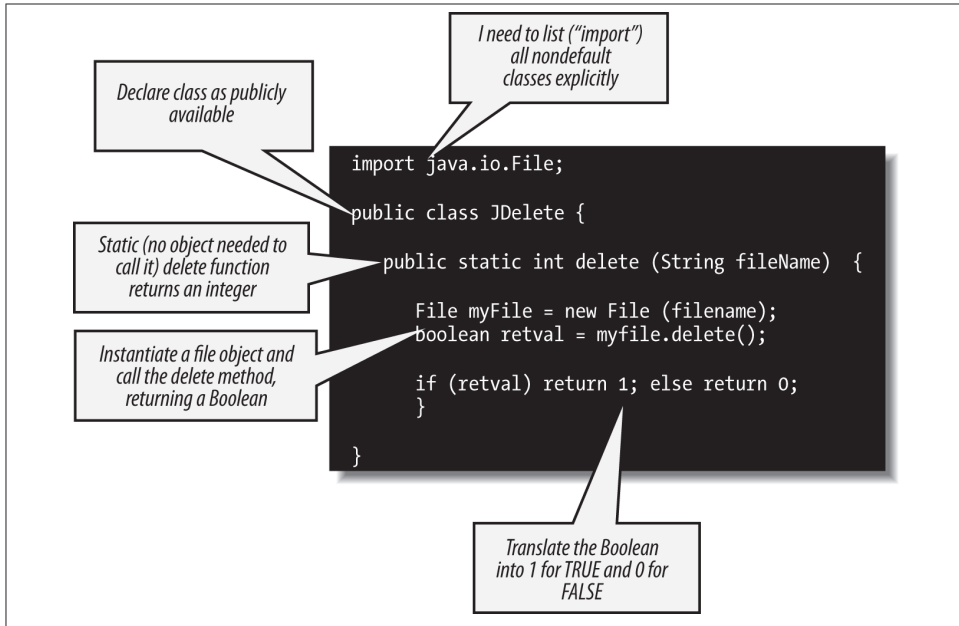 I need to list (“import”)
all nondefault
classes explicitly
Declare class as publicly
available
import java.io.File;
public class JDelete {
Static (no object needed to
call it) delete function
returns an integer
public static int delete (String fileName)  {
File myFile = new File (filename);
boolean retval = myfile.delete();
Instantiate a file object and
call the delete method,
returning a Boolean
if (retval) return 1; else return 0;
}
}
Translate the Boolean
into 1 for TRUE and 0 for
FALSE